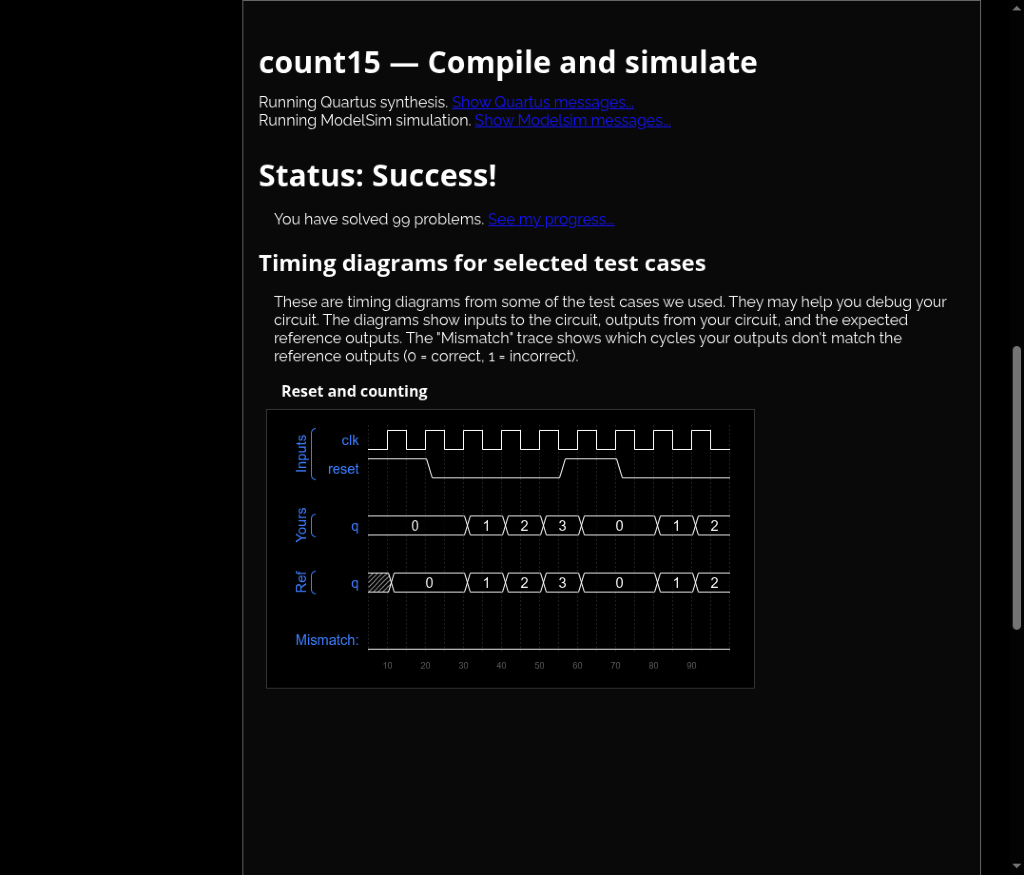 count15 — Compile and simulate
Running Quartus synthesis. Show Quartus messages...
Running ModelSim simulation. Show Modelsim messages...
Status: Success!
You have solved 99 problems. See my progress...
Timing diagrams for selected test cases
These are timing diagrams from some of the test cases we used. They may help you debug your
circuit. The diagrams show inputs to the circuit, outputs from your circuit, and the expected
reference outputs. The "Mismatch" trace shows which cycles your outputs don't match the
reference outputs (0 = correct, 1 = incorrect).
Reset and counting
Inputs
clk
reset
Yours
q 0 1 2 3 0 1 2
Ref
q 0 1 2 3 0 1 2
Mismatch:
10 20 30 40 50 60 70 80 90